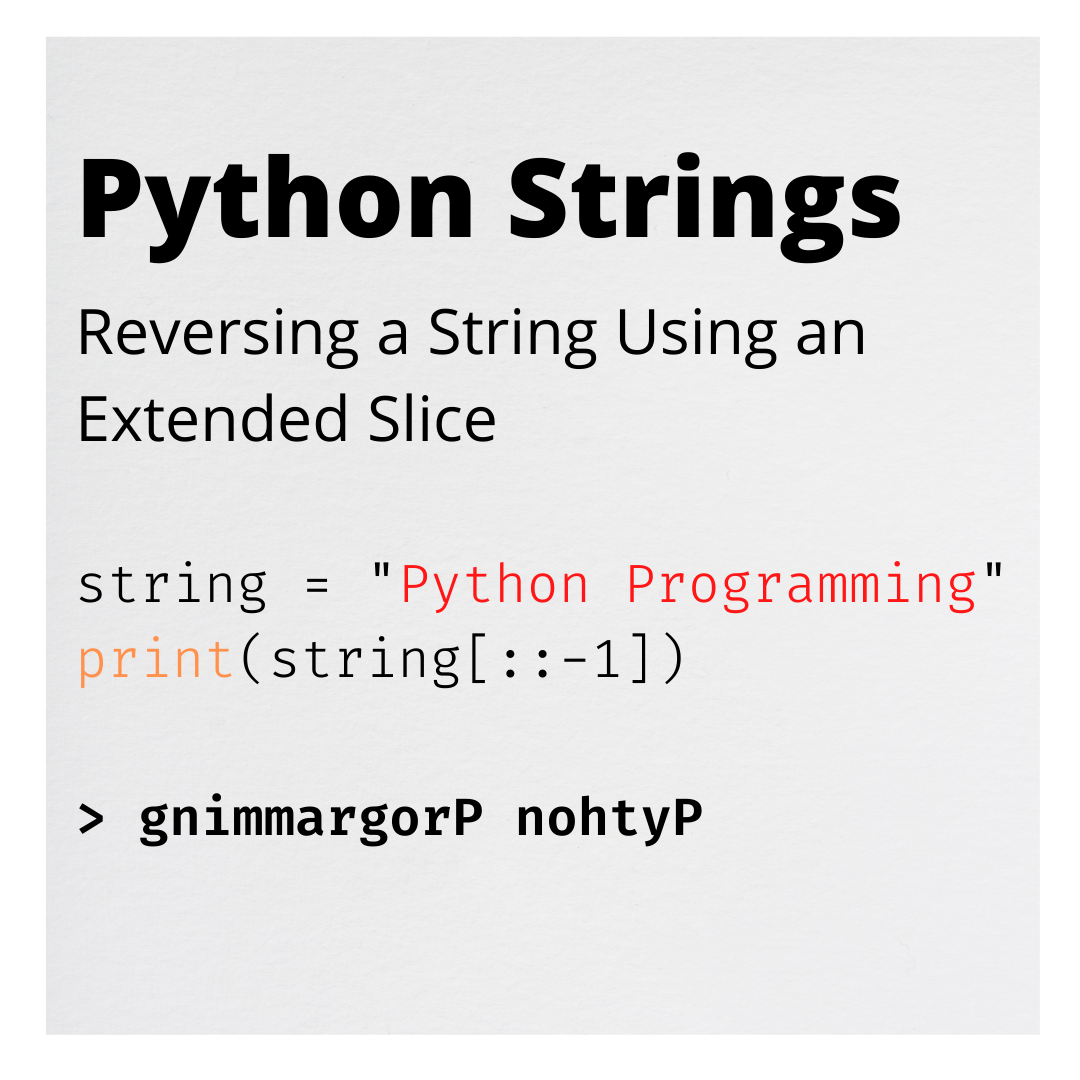 Python Strings
Reversing a String Using an
Extended Slice
string = "Python Programming"
print(string[::-1])
> gnimmargorP nohtyP